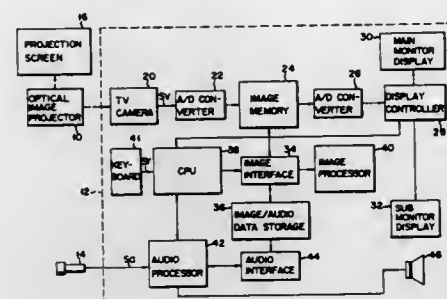 16
PROJECTION
SCREEN
OPTICAL
IMAGE
PROJECTOR
10
12
20
TV
CAMERA
SV
22
A/D CON-
VERTER
24
IMAGE
MEMORY
26
A/D CON-
VERTER
30
MAIN
MONITOR
DISPLAY
DISPLAY
CONTROLLER
28
41
KEY-
BOARD
38
CPU
34
IMAGE
INTERFACE
40
IMAGE
PROCESSOR
36
IMAGE/AUDIO
DATA STORAGE
32
SUB
MONITOR
DISPLAY
14
42
AUDIO
PROCESSOR
44
AUDIO
INTERFACE
46